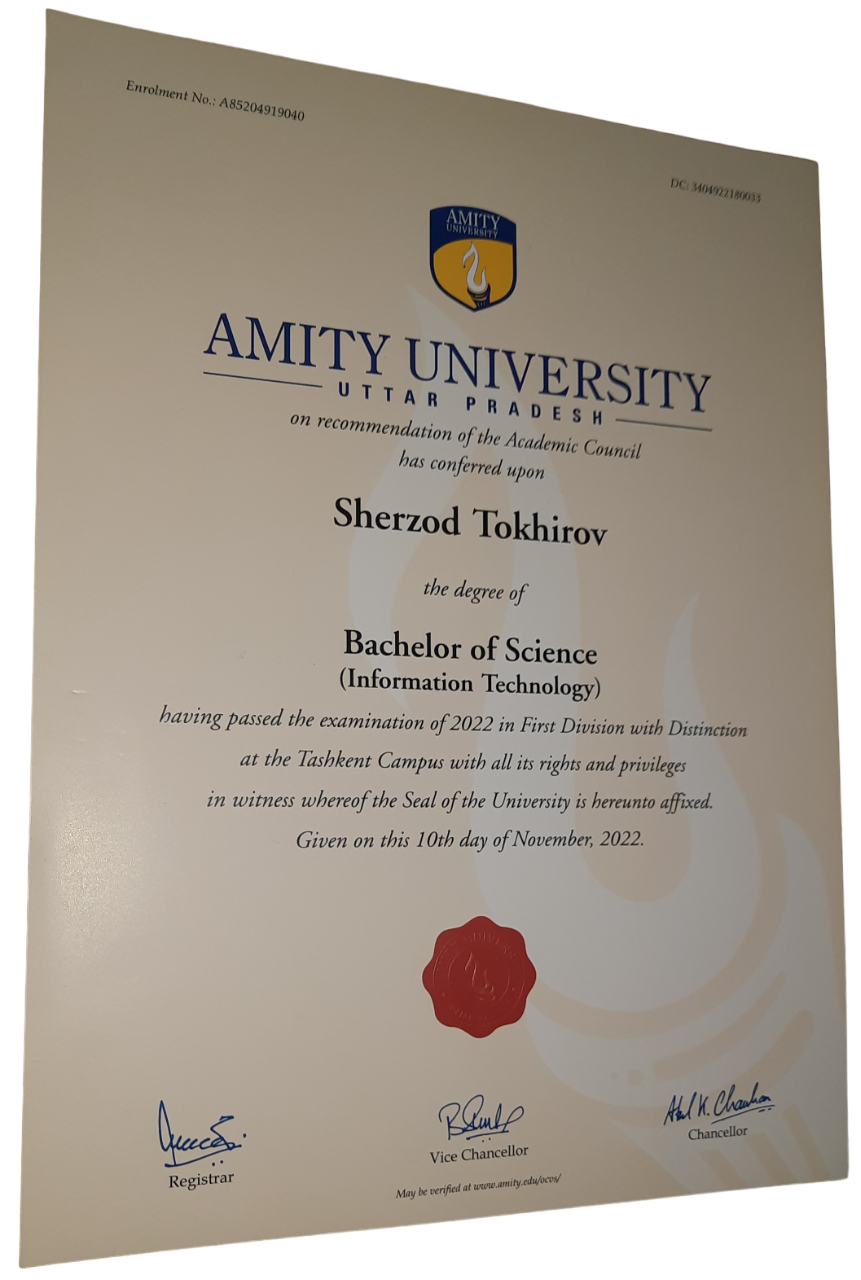 Enrolment No.: A85204919040
DC: 3404922180033
AMITY
UNIVERSITY
AMITY UNIVERSITY
UTTAR PRADESH
on recommendation of the Academic Council
has conferred upon
Sherzod Tokhirov
the degree of
Bachelor of Science
(Information Technology)
having passed the examination of 2022 in First Division with Distinction
at the Tashkent Campus with all its rights and privileges
in witness whereof the Seal of the University is hereunto affixed.
Given on this 10th day of November, 2022.
Atul K. Chauhan
Registrar
Vice Chancellor
Chancellor
May be verified at www.amity.edu/ocvs/